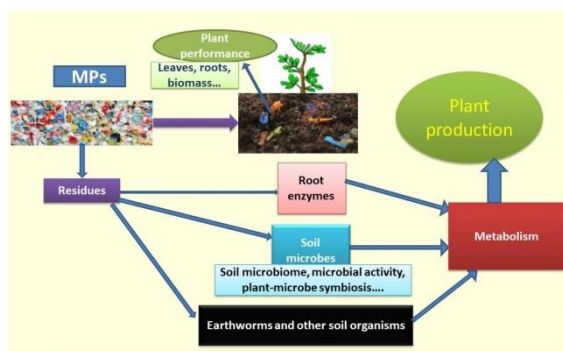 Plant
performance
Leaves, roots,
biomass...
MPs
Plant
production
Residues
Root
enzymes
Soil
microbes
Soil microbiome, microbial activity,
plant-microbe symbiosis....
Metabolism
Earthworms and other soil organisms